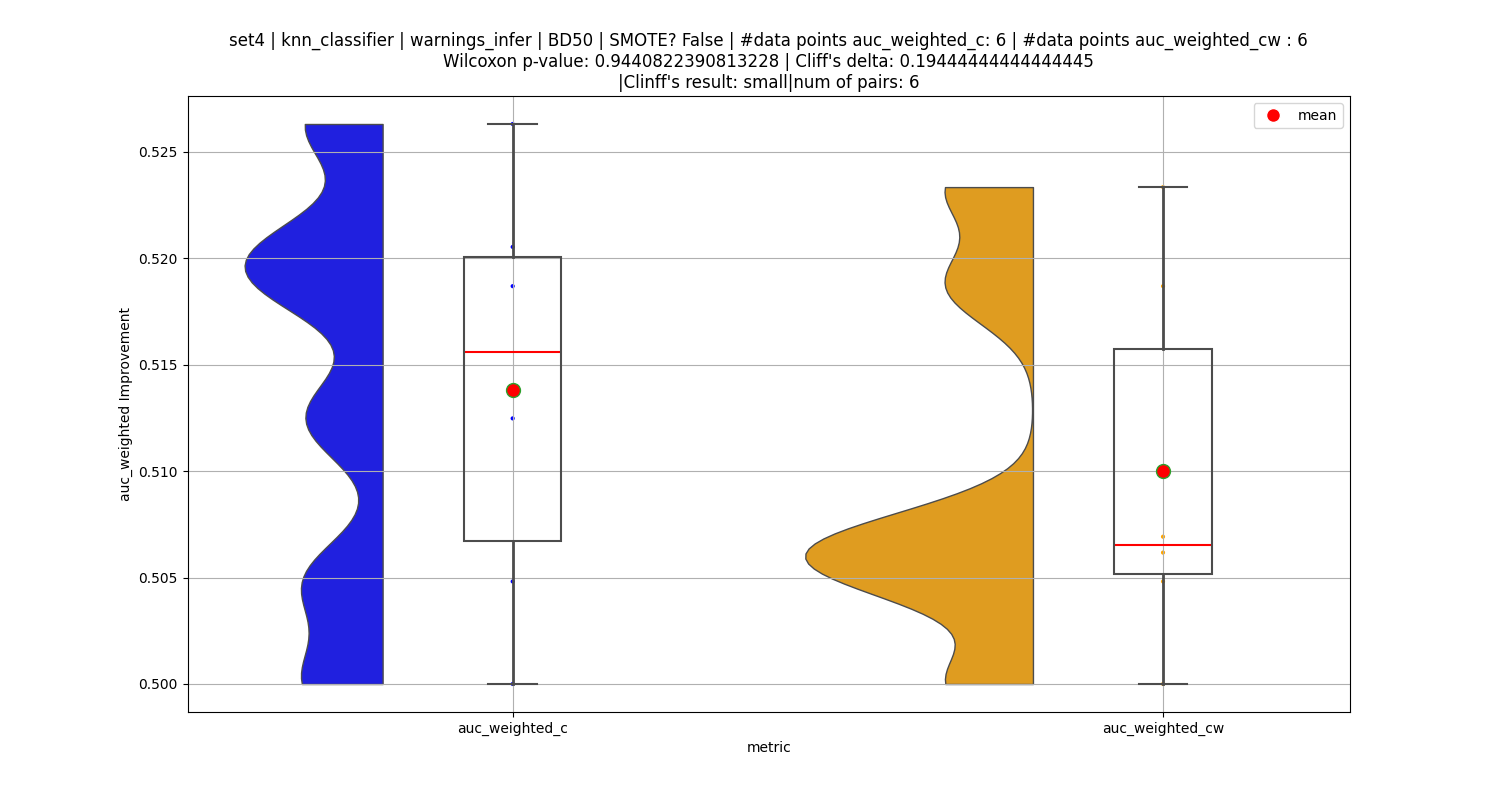 set4 | knn_classifier | warnings_infer | BD50 | SMOTE? False | #data points auc_weighted_c: 6 | #data points auc_weighted_cw : 6
Wilcoxon p-value: 0.9440822390813228 | Cliff's delta: 0.19444444444444445
|Clinff's result: small|num of pairs: 6
mean
0.525
0.520
0.515
0.510
0.505
0.500
auc_weighted Improvement
auc_weighted_c
auc_weighted_cw
metric